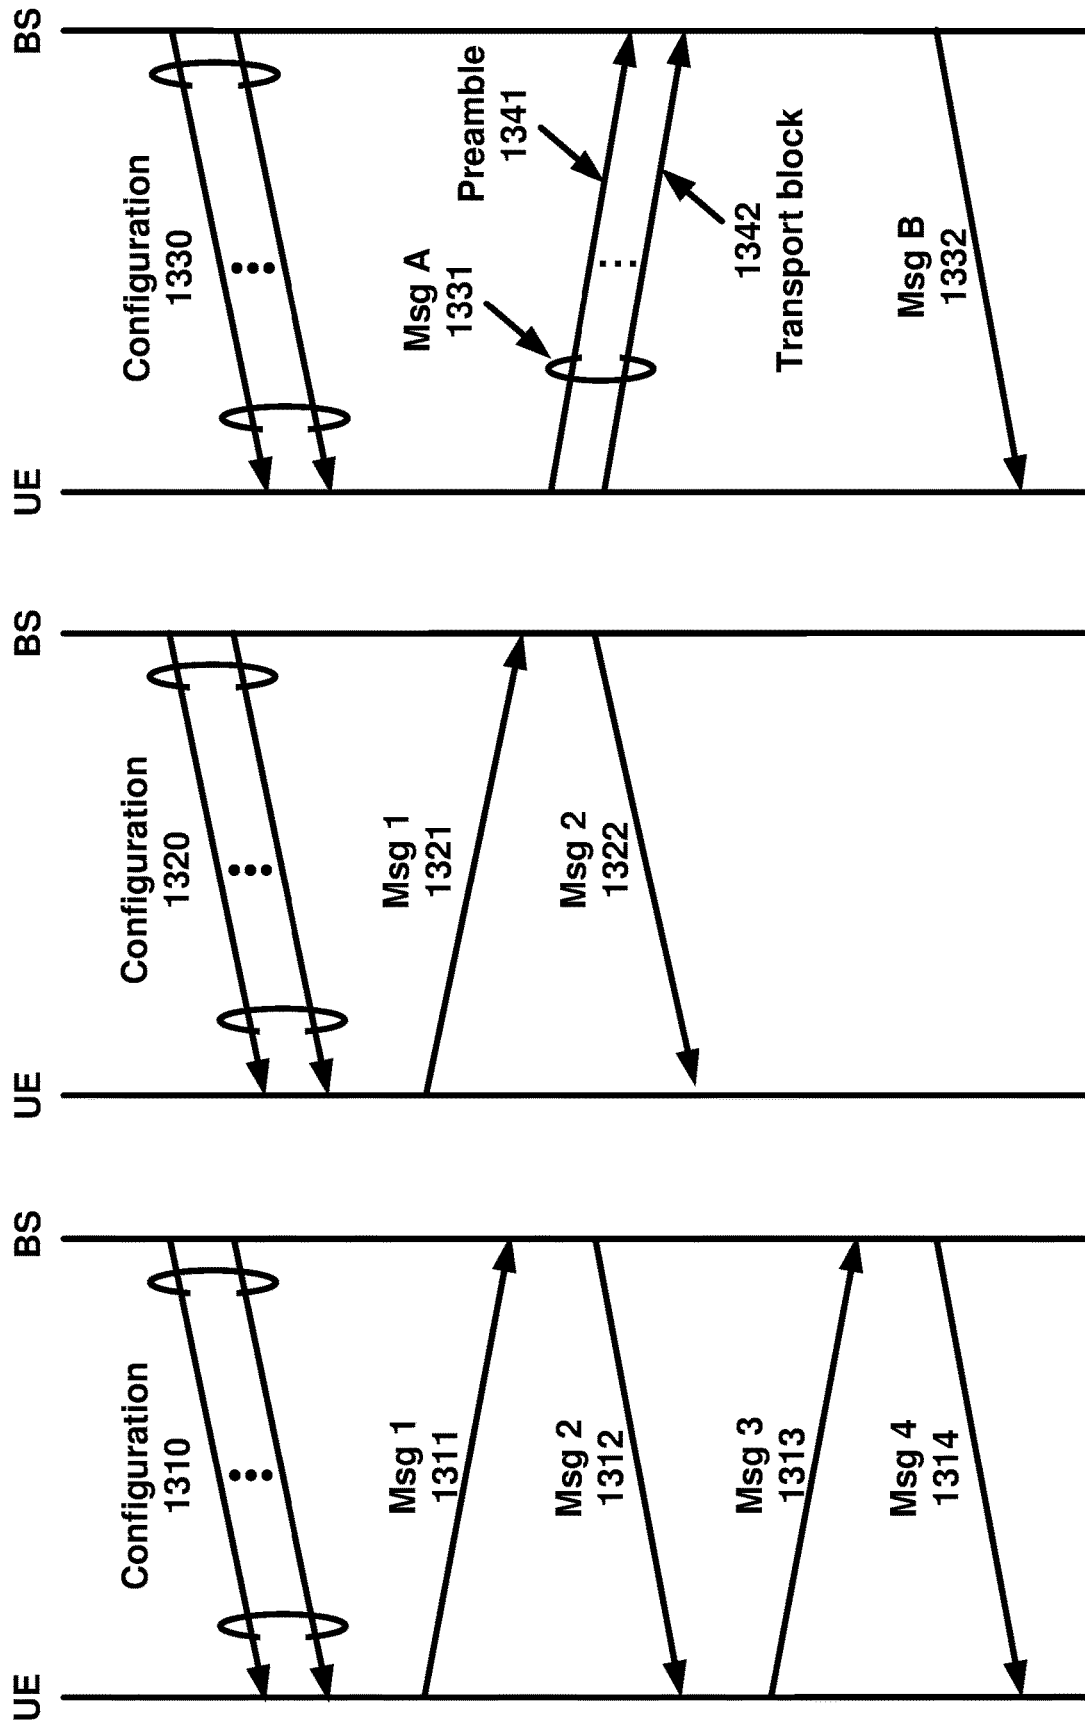 UE
BS
Configuration
1310
Msg 1
1311
Msg 2
1312
Msg 3
1313
Msg 4
1314
UE
BS
Configuration
1320
Msg 1
1321
Msg 2
1322
UE
BS
Configuration
1330
Msg A
1331
Preamble
1341
1342
Transport block
Msg B
1332